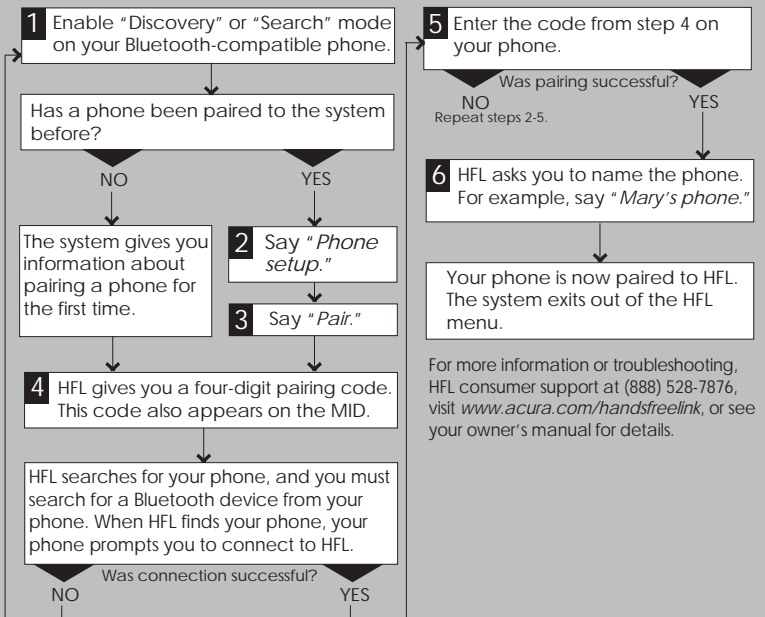 1 Enable “Discovery” or “Search” mode
on your Bluetooth-compatible phone.
Has a phone been paired to the system
before?
NO
YES
The system gives you
information about
pairing a phone for
the first time.
2 Say “Phone
setup.”
3 Say “Pair.”
4 HFL gives you a four-digit pairing code.
This code also appears on the MID.
HFL searches for your phone, and you must
search for a Bluetooth device from your
phone. When HFL finds your phone, your
phone prompts you to connect to HFL.
Was connection successful?
NO
YES
5 Enter the code from step 4 on
your phone.
Was pairing successful?
NO
Repeat steps 2-5.
YES
6 HFL asks you to name the phone.
For example, say “Mary’s phone.”
Your phone is now paired to HFL.
The system exits out of the HFL
menu.
For more information or troubleshooting,
HFL consumer support at (888) 528-7876,
visit www.acura.com/handsfreelink, or see
your owner’s manual for details.